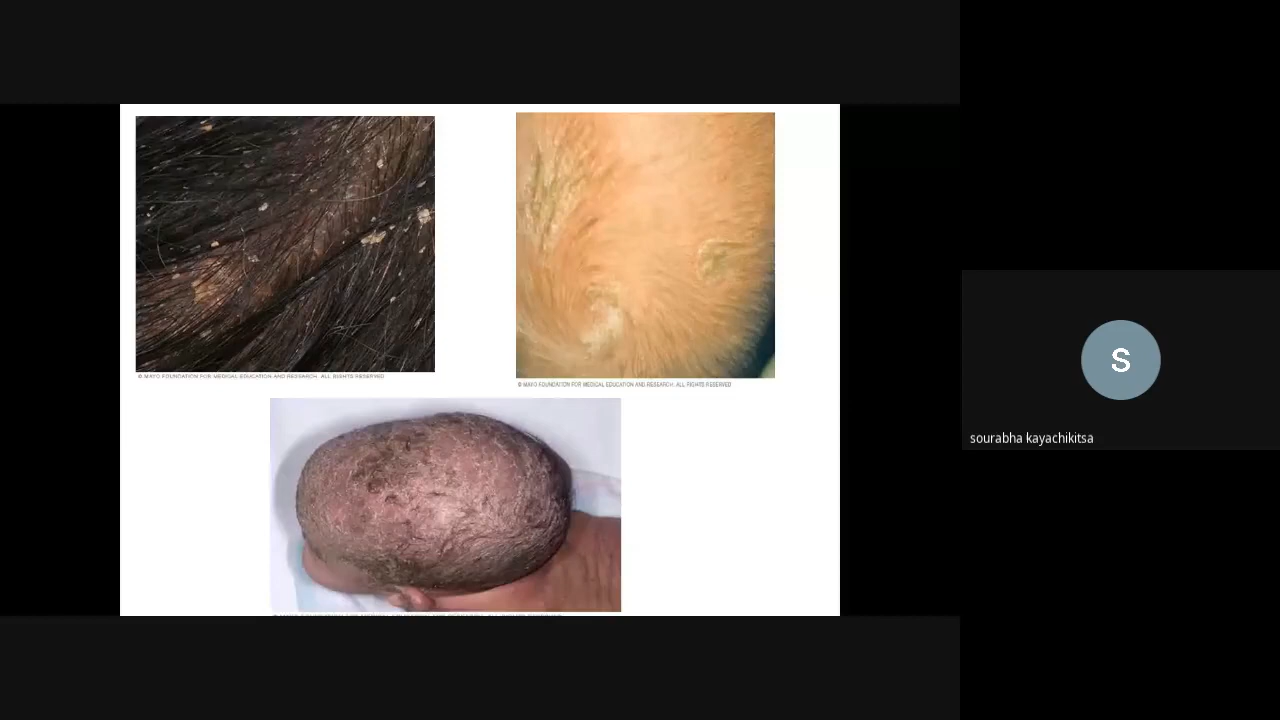 © MAYO FOUNDATION FOR MEDICAL EDUCATION AND RESEARCH. ALL RIGHTS RESERVED
© MAYO FOUNDATION FOR MEDICAL EDUCATION AND RESEARCH. ALL RIGHTS RESERVED
S
sourabha kayachikitsa